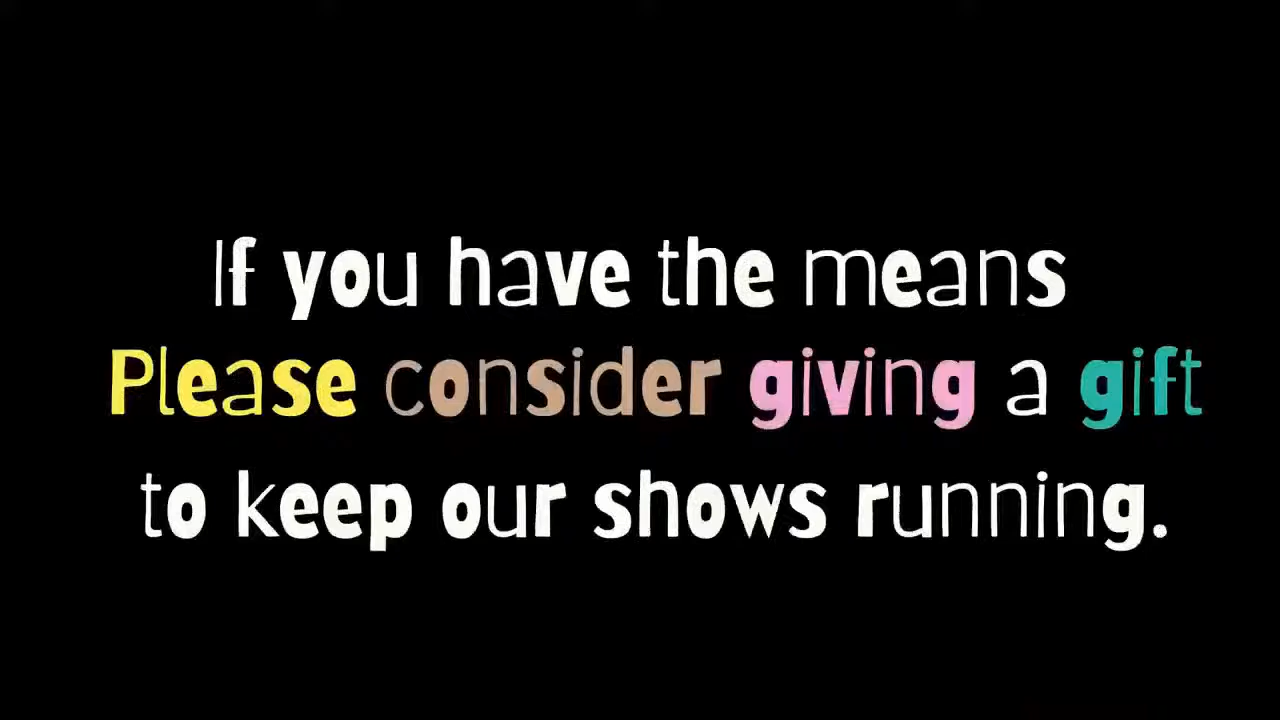 If you have the means
Please consider giving a gift
to keep our shows running.